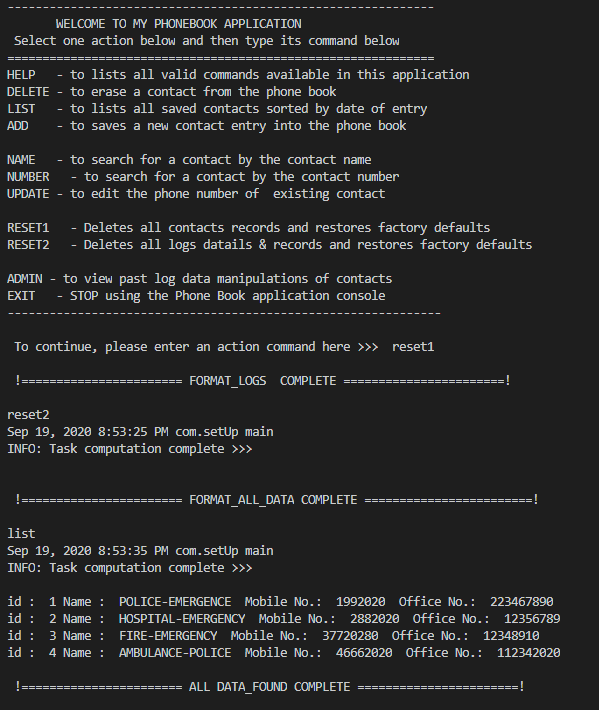 -------------------------------------------------------------
WELCOME TO MY PHONEBOOK APPLICATION
Select one action below and then type its command below
=============================================================
HELP   - to lists all valid commands available in this application
DELETE - to erase a contact from the phone book
LIST   - to lists all saved contacts sorted by date of entry
ADD    - to saves a new contact entry into the phone book
NAME   - to search for a contact by the contact name
NUMBER   - to search for a contact by the contact number
UPDATE - to edit the phone number of  existing contact
RESET1   - Deletes all contacts records and restores factory defaults
RESET2   - Deletes all logs datails & records and restores factory defaults
ADMIN - to view past log data manipulations of contacts
EXIT   - STOP using the Phone Book application console
--------------------------------------------------------------
To continue, please enter an action command here >>>  reset1
!======================= FORMAT_LOGS  COMPLETE =======================!
reset2
Sep 19, 2020 8:53:25 PM com.setUp main
INFO: Task computation complete >>>
!======================= FORMAT_ALL_DATA COMPLETE ========================!
list
Sep 19, 2020 8:53:35 PM com.setUp main
INFO: Task computation complete >>>
id :  1 Name :  POLICE-EMERGENCE  Mobile No.:  1992020  Office No.:  223467890
id :  2 Name :  HOSPITAL-EMERGENCY  Mobile No.:  2882020  Office No.:  12356789
id :  3 Name :  FIRE-EMERGENCY  Mobile No.:  37720280  Office No.:  12348910
id :  4 Name :  AMBULANCE-POLICE  Mobile No.:  46662020  Office No.:  112342020
!======================= ALL DATA_FOUND COMPLETE =======================!